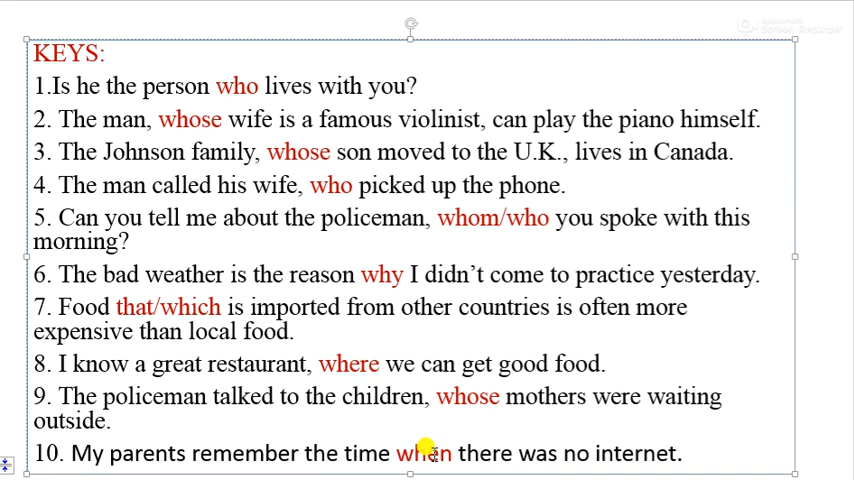 KEYS:
1.Is he the person who lives with you?
2. The man, whose wife is a famous violinist, can play the piano himself.
3. The Johnson family, whose son moved to the U.K., lives in Canada.
4. The man called his wife, who picked up the phone.
5. Can you tell me about the policeman, whom/who you spoke with this
morning?
6. The bad weather is the reason why I didn't come to practice yesterday.
7. Food that/which is imported from other countries is often more
expensive than local food.
8. I know a great restaurant, where we can get good food.
9. The policeman talked to the children, whose mothers were waiting
outside.
10. My parents remember the time when there was no internet.